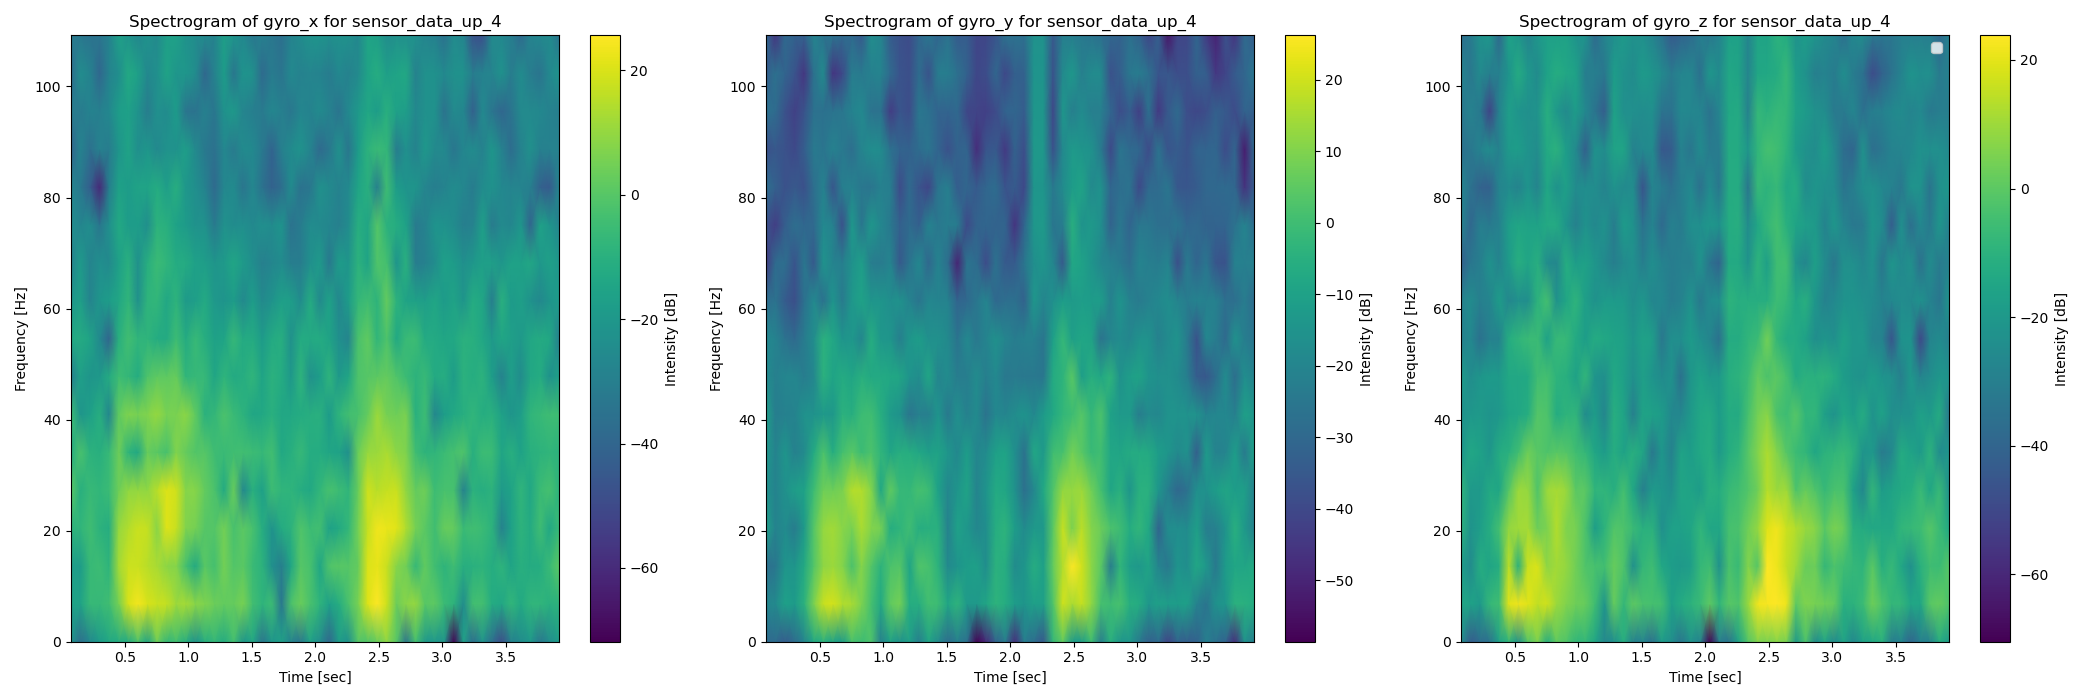 Spectrogram of gyro_x for sensor_data_up_4
Frequency [Hz]
100
80
60
40
20
0
0.5 1.0 1.5 2.0 2.5 3.0 3.5
Time [sec]
20
0
−20
−40
−60
Intensity [dB]
Spectrogram of gyro_y for sensor_data_up_4
Frequency [Hz]
100
80
60
40
20
0
0.5 1.0 1.5 2.0 2.5 3.0 3.5
Time [sec]
20
10
0
−10
−20
−30
−40
−50
Intensity [dB]
Spectrogram of gyro_z for sensor_data_up_4
Frequency [Hz]
100
80
60
40
20
0
0.5 1.0 1.5 2.0 2.5 3.0 3.5
Time [sec]
20
0
−20
−40
−60
Intensity [dB]